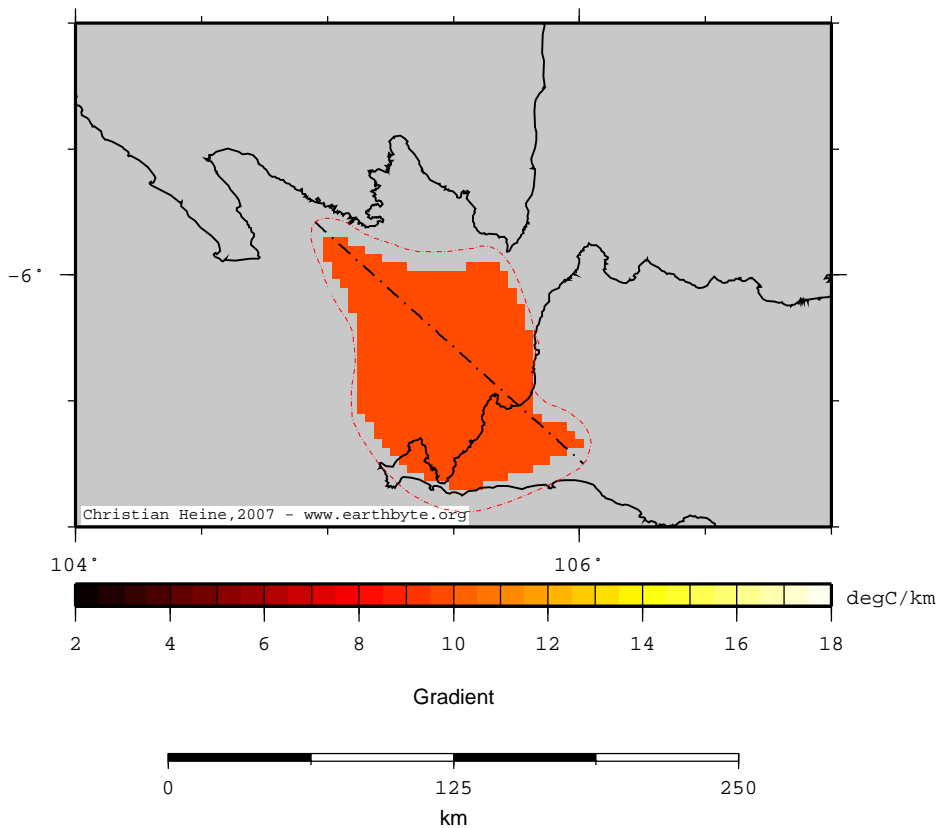 -6°
Christian Heine,2007 - www.earthbyte.org
104° 106°
degC/km
2 4 6 8 10 12 14 16 18
Gradient
0 125 250
km